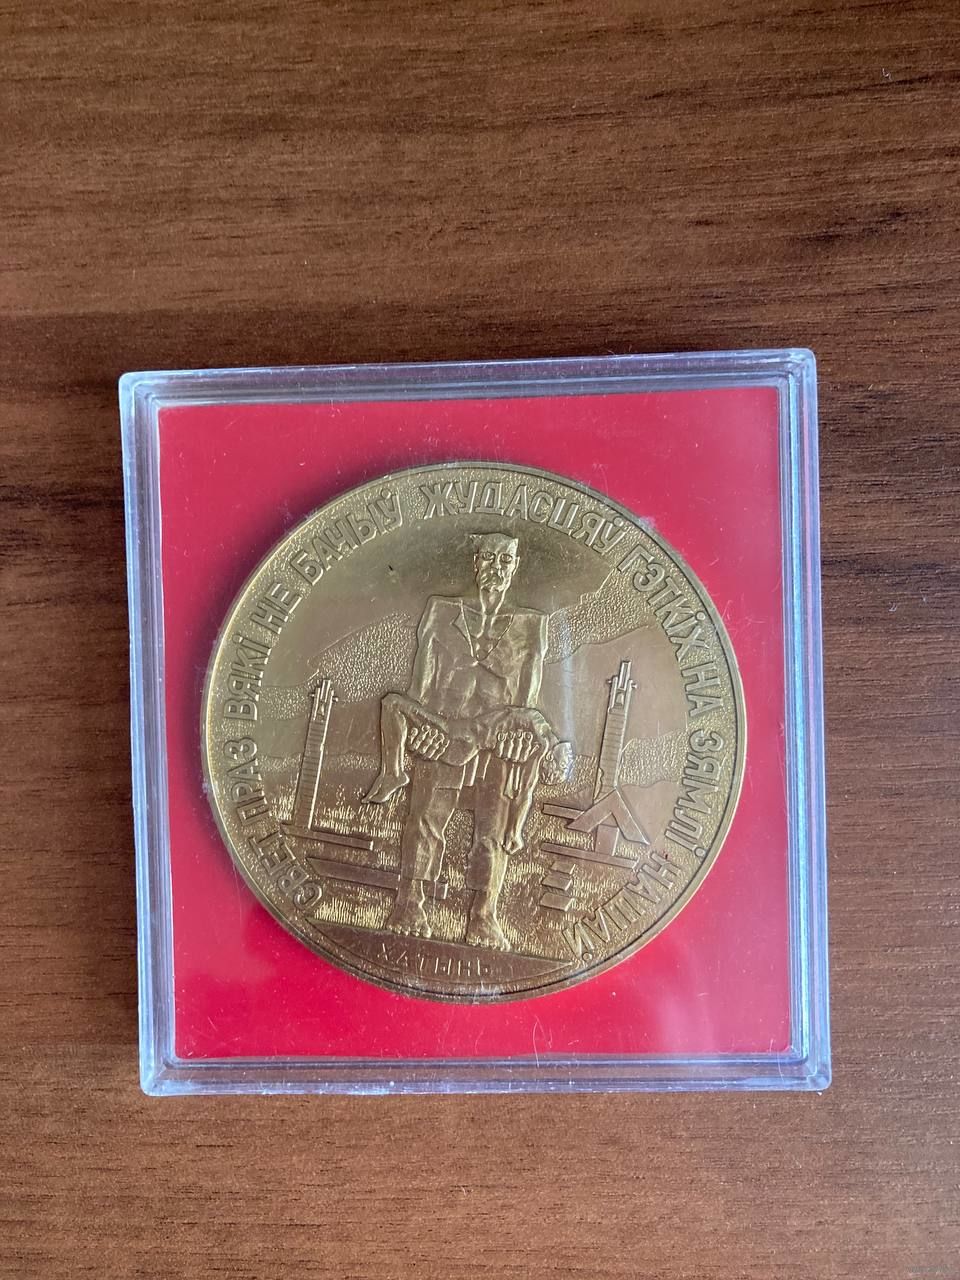 СВЕТ ПРАЗ ВЯКІ НЕ БАЧЫЎ ЖУДАСЦЯЎ ГЭТКІХ НА ЗЯМЛІ НАШАЙ
ХАТЫНЬ